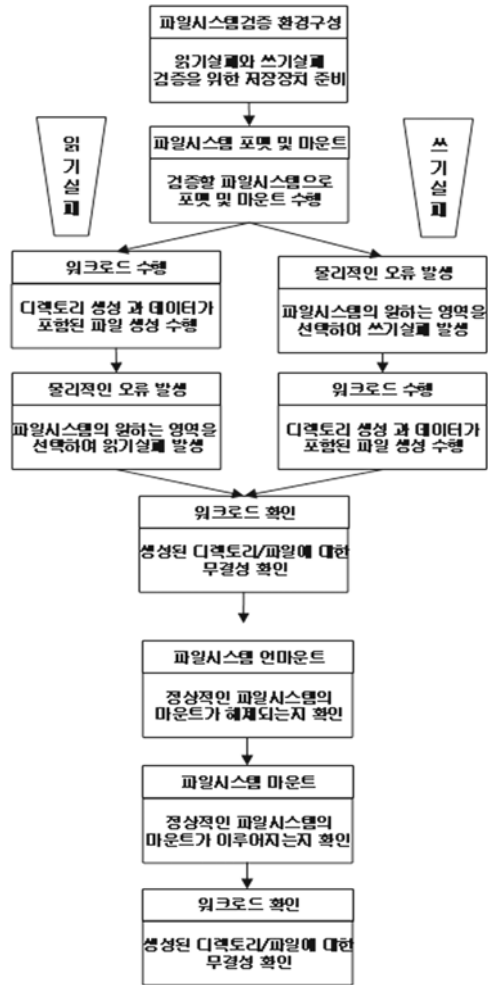 파일시스템검증 환경구성
읽기실패와 쓰기실패
검증을 위한 저장장치 준비
읽기실패
파일시스템 포맷 및 마운트
검증할 파일시스템으로
포맷 및 마운트 수행
쓰기실패
워크로드 수행
디렉토리 생성 과 데이터가
포함된 파일 생성 수행
물리적인 오류 발생
파일시스템의 원하는 영역을
선택하여 읽기실패 발생
물리적인 오류 발생
파일시스템의 원하는 영역을
선택하여 쓰기실패 발생
워크로드 수행
디렉토리 생성 과 데이터가
포함된 파일 생성 수행
워크로드 확인
생성된 디렉토리/파일에 대한
무결성 확인
파일시스템 언마운트
정상적인 파일시스템의
마운트가 해제되는지 확인
파일시스템 마운트
정상적인 파일시스템의
마운트가 이루어지는지 확인
워크로드 확인
생성된 디렉토리/파일에 대한
무결성 확인